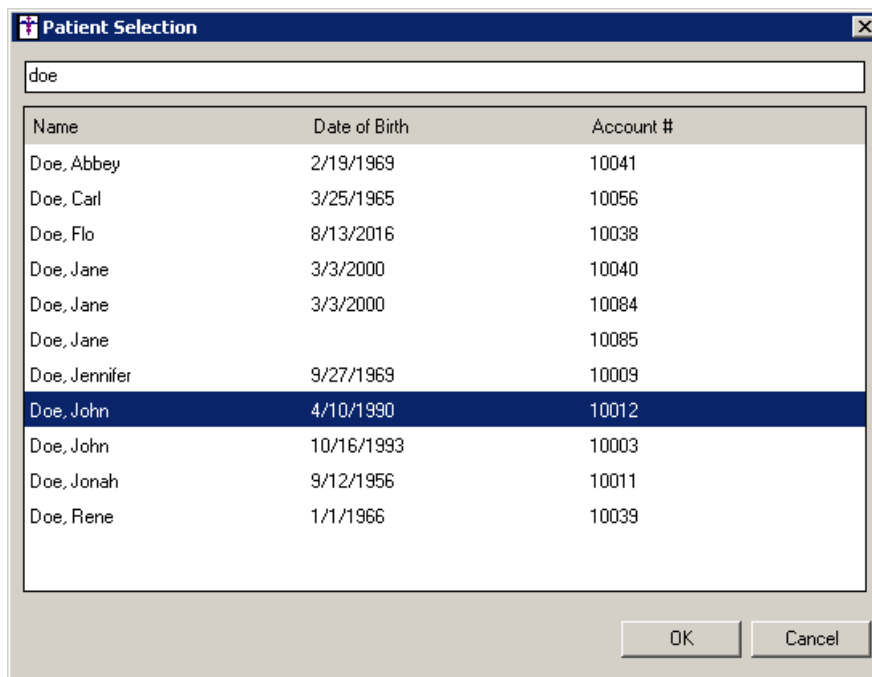 Patient Selection
doe
Name Date of Birth Account #
Doe, Abbey 2/19/1969 10041
Doe, Carl 3/25/1965 10056
Doe, Flo 8/13/2016 10038
Doe, Jane 3/3/2000 10040
Doe, Jane 3/3/2000 10084
Doe, Jane 10085
Doe, Jennifer 9/27/1969 10009
Doe, John 4/10/1990 10012
Doe, John 10/16/1993 10003
Doe, Jonah 9/12/1956 10011
Doe, Rene 1/1/1966 10039
OK Cancel